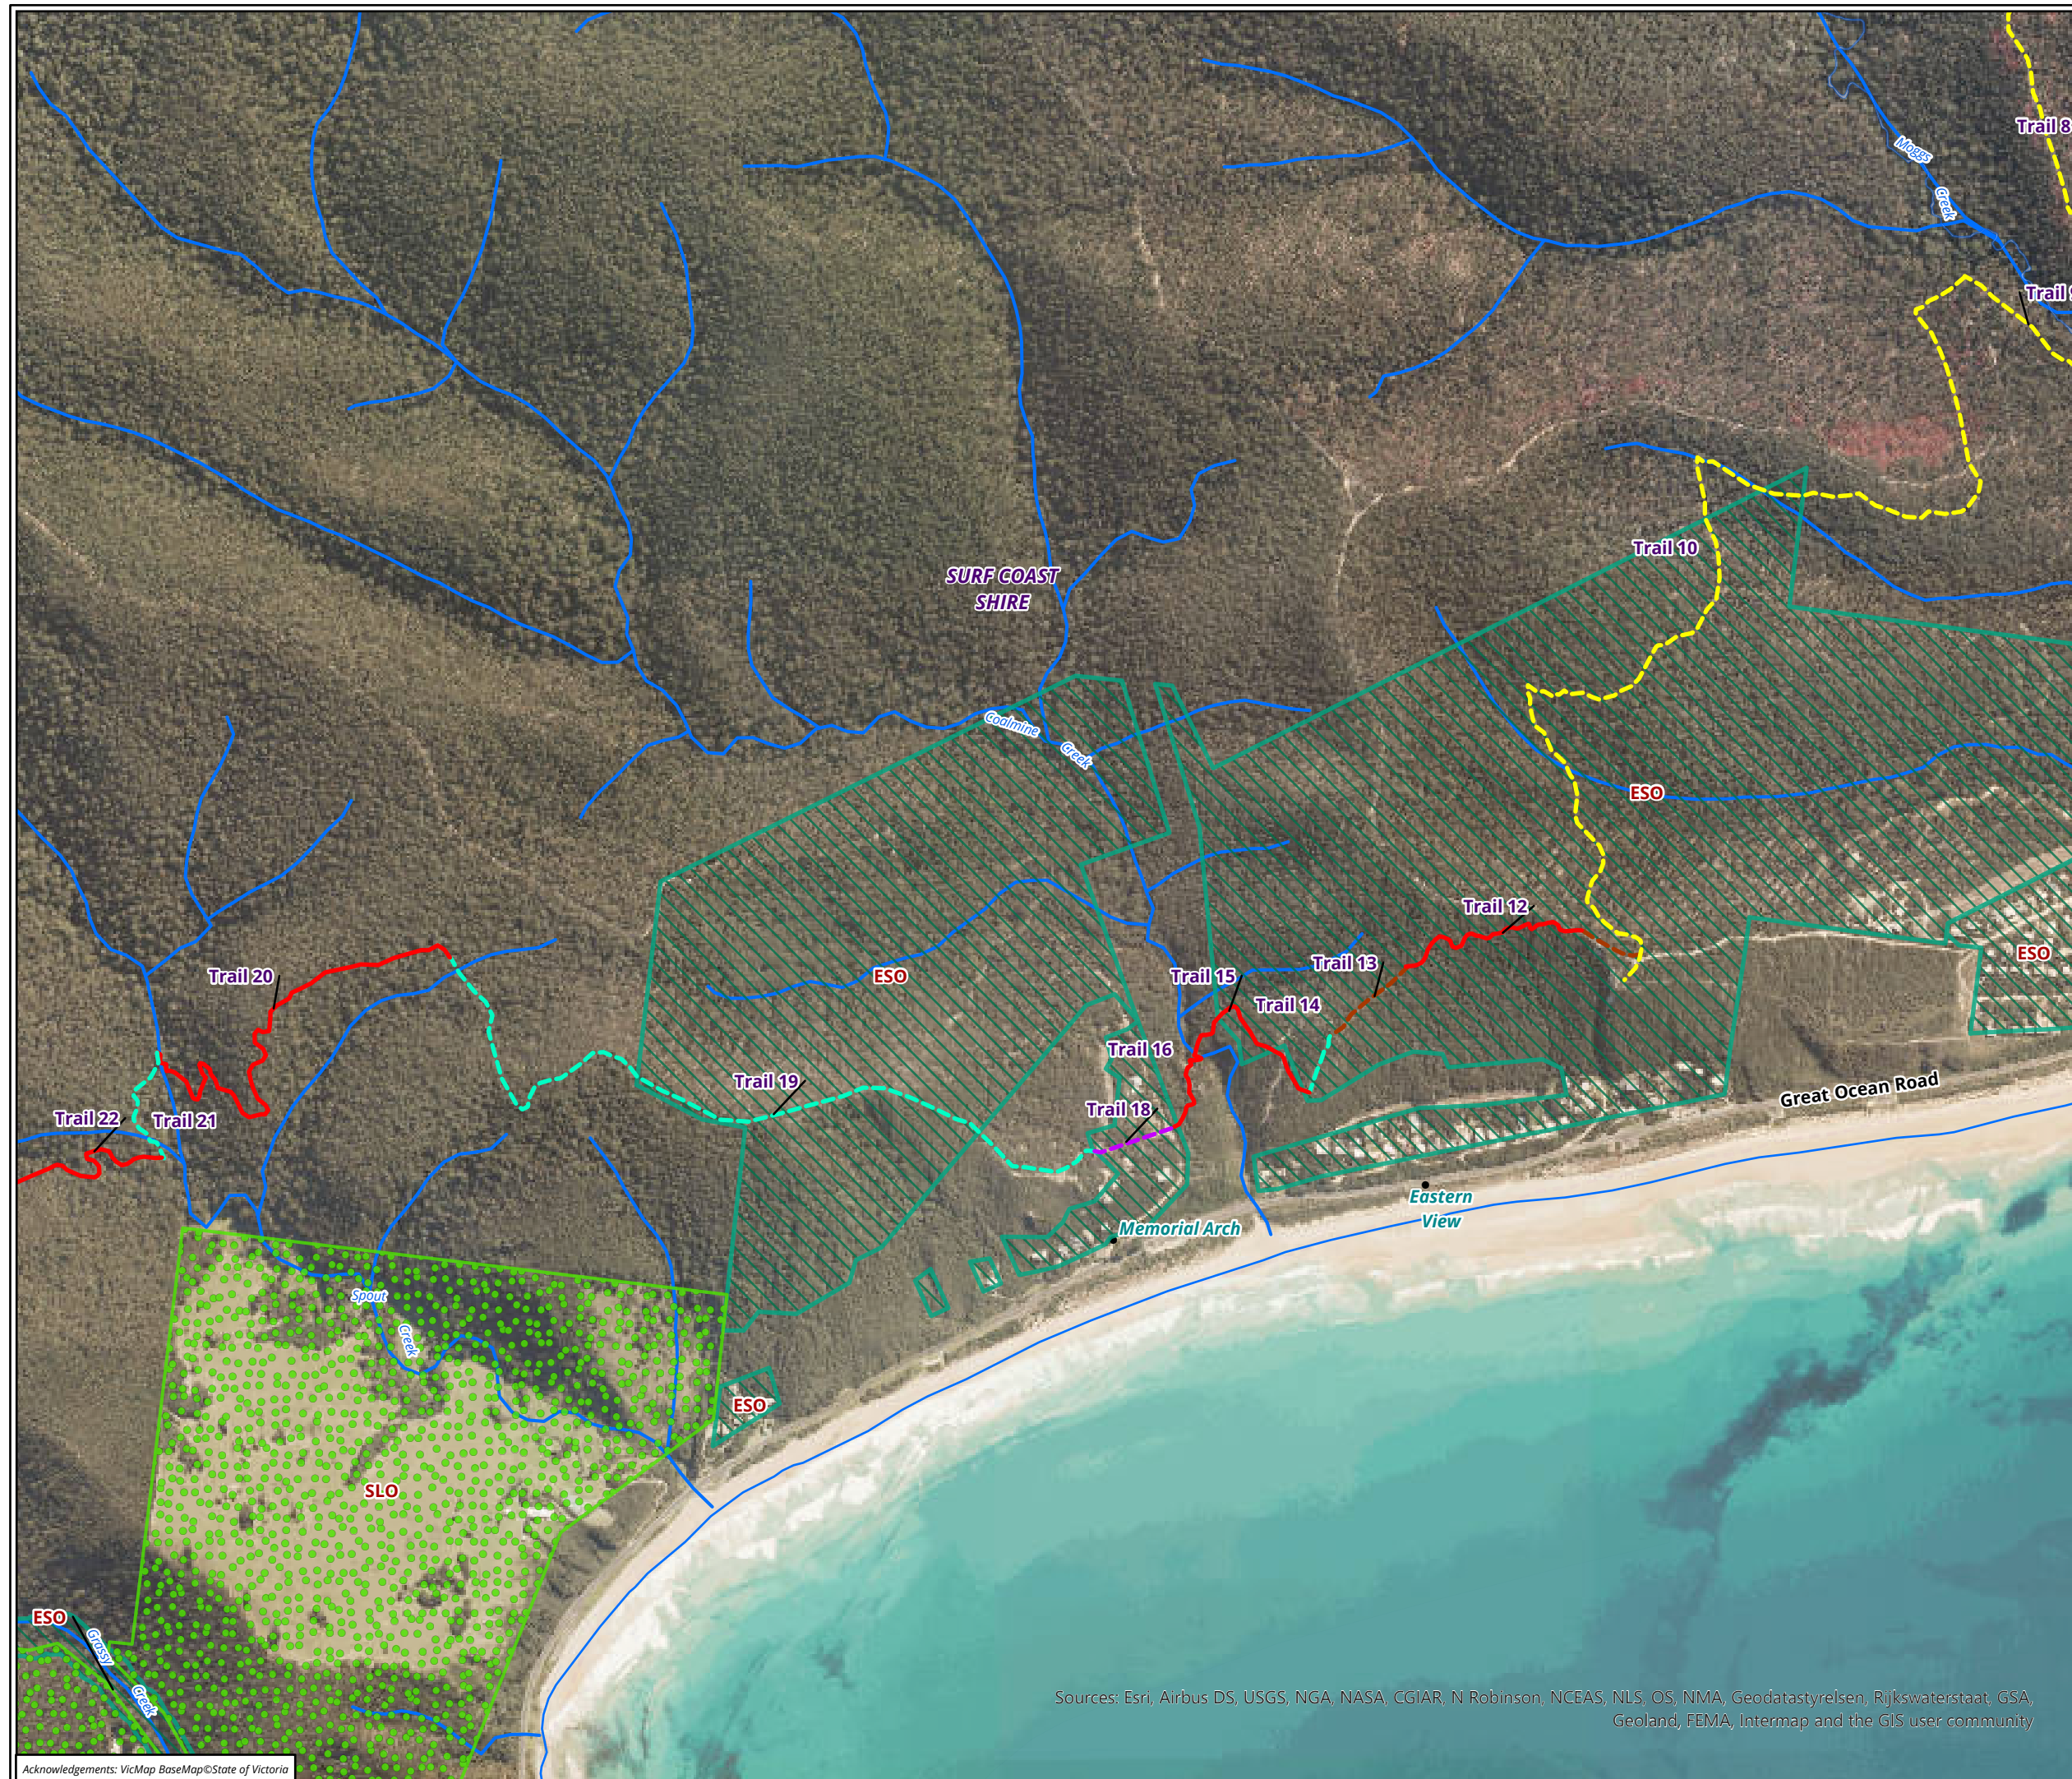 Trail 8
Moggs
Creek
Trail
Trail 10
SURF COAST
SHIRE
Coalmine
Creek
ESO
Trail 12
ESO
Trail 13
Trail 15
Trail 20
ESO
Trail 14
Trail 16
Trail 19
Great Ocean Road
Trail 18
Trail 22
Trail 21
Eastern
View
Memorial Arch
Spout
Creek
ESO
SLO
ESO
Grassy
Creek
Sources: Esri, Airbus DS, USGS, NGA, NASA, CGIAR, N Robinson, NCEAS, NLS, OS, NMA, Geodatastyrelsen, Rijkswaterstaat, GSA,
Geoland, FEMA, Intermap and the GIS user community
Acknowledgements: VicMap BaseMap©State of Victoria